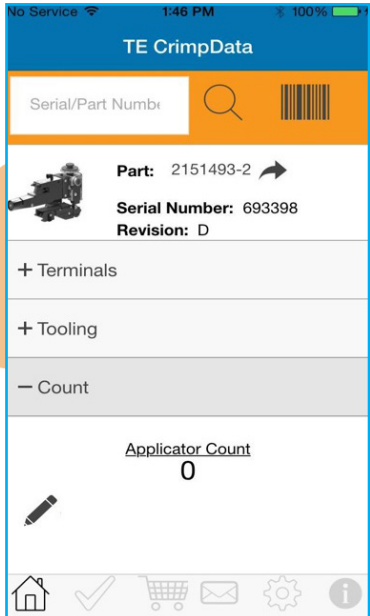 No Service 1:46 PM 100%
TE CrimpData
Serial/Part Numbe
Part: 2151493-2
Serial Number: 693398
Revision: D
+ Terminals
+ Tooling
− Count
Applicator Count
0